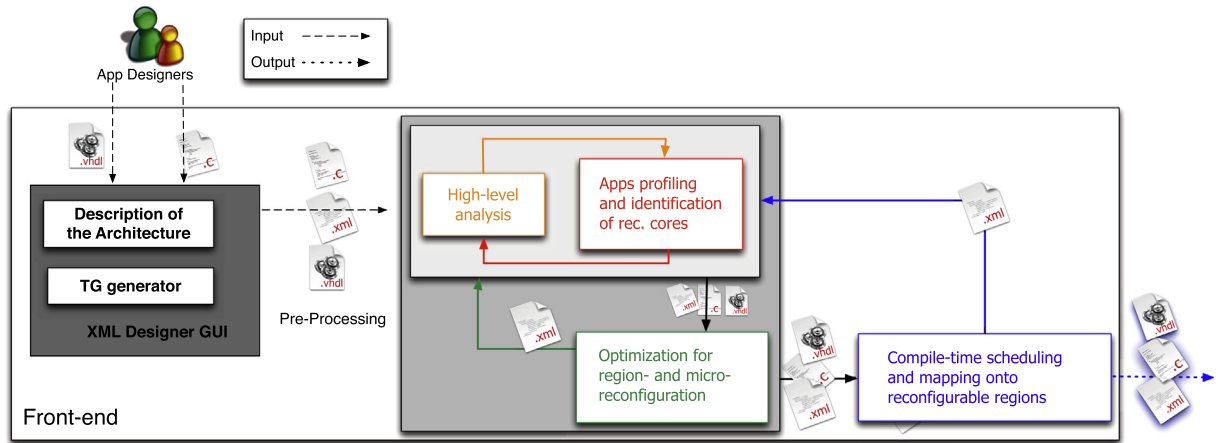 App Designers
Input
Output
.vhdl
.c
Description of
the Architecture
TG generator
XML Designer GUI
.c
.xml
.vhdl
Pre-Processing
High-level
analysis
Apps profiling
and identification
of rec. cores
.xml
.xml
.c
.vhdl
.xml
Optimization for
region- and micro-
reconfiguration
.vhdl
.xml
Compile-time scheduling
and mapping onto
reconfigurable regions
.vhdl
.c
.xml
Front-end